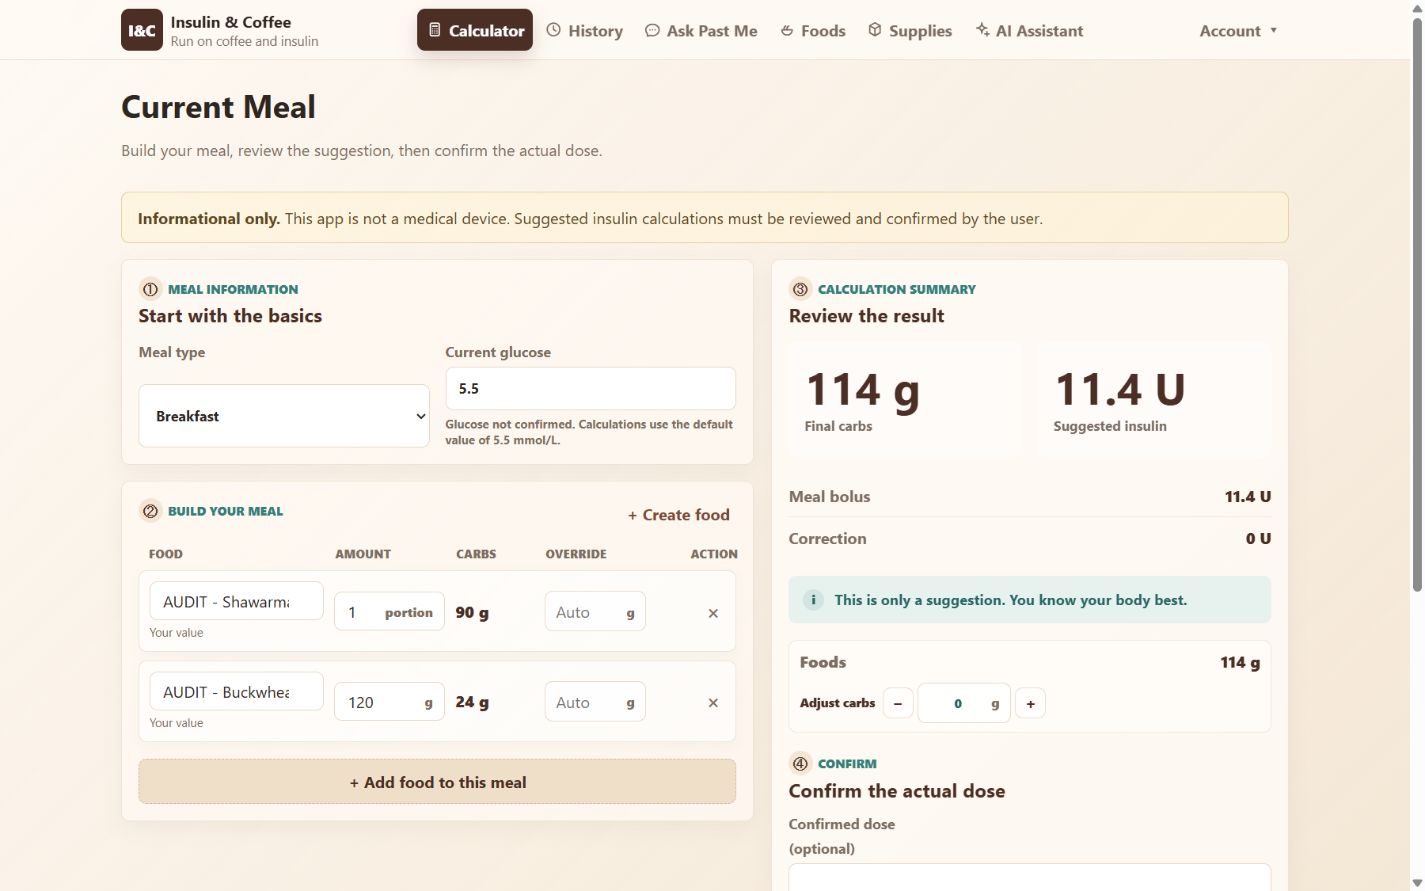 I&C
Insulin & Coffee
Run on coffee and insulin
Calculator
History
Ask Past Me
Foods
Supplies
AI Assistant
Account ▼
Current Meal
Build your meal, review the suggestion, then confirm the actual dose.
Informational only. This app is not a medical device. Suggested insulin calculations must be reviewed and confirmed by the user.
① MEAL INFORMATION
Start with the basics
Meal type
Breakfast
Current glucose
5.5
Glucose not confirmed. Calculations use the default
value of 5.5 mmol/L.
② BUILD YOUR MEAL
+ Create food
FOOD AMOUNT CARBS OVERRIDE ACTION
AUDIT - Shawarma 1 portion 90 g Auto g ×
Your value
AUDIT - Buckwhea 120 g 24 g Auto g ×
Your value
+ Add food to this meal
③ CALCULATION SUMMARY
Review the result
114 g
Final carbs
11.4 U
Suggested insulin
Meal bolus 11.4 U
Correction 0 U
i This is only a suggestion. You know your body best.
Foods 114 g
Adjust carbs − 0 g +
④ CONFIRM
Confirm the actual dose
Confirmed dose
(optional)